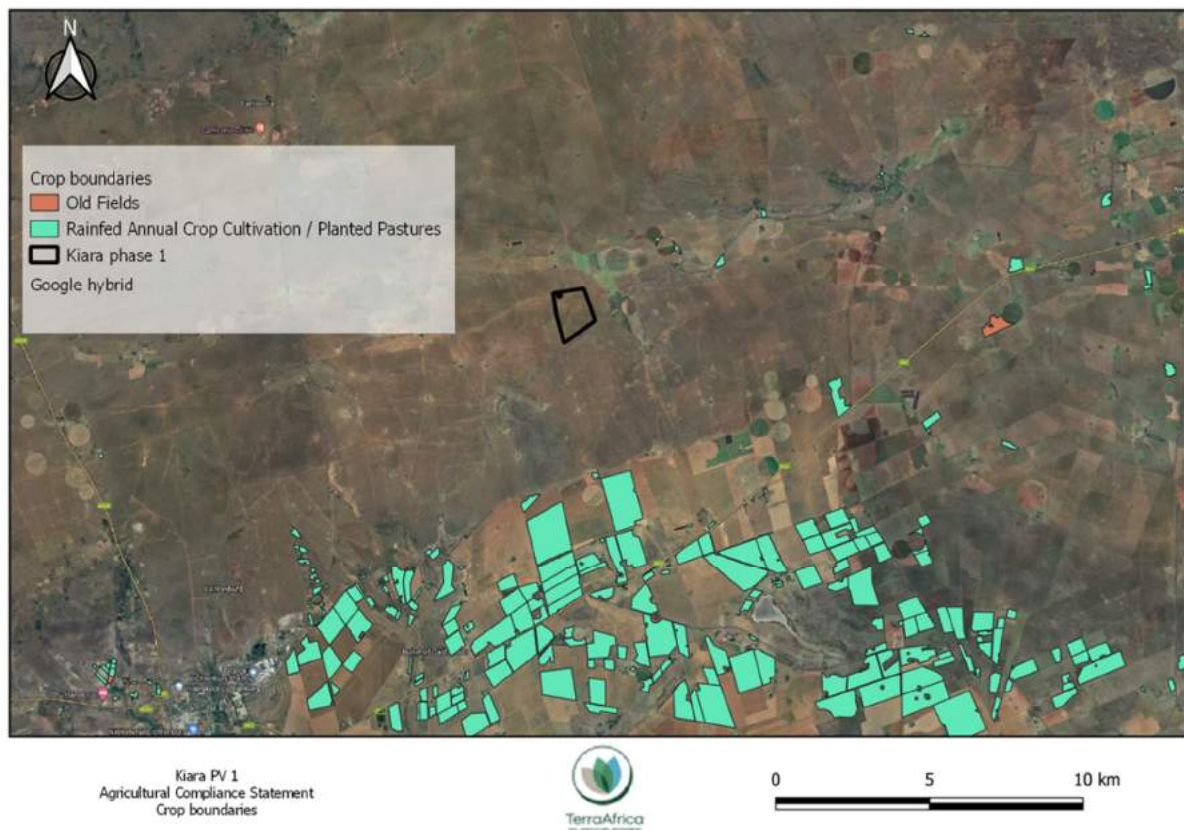 N
Crop boundaries
Old Fields
Rainfed Annual Crop Cultivation / Planted Pastures
Kiara phase 1
Google hybrid
Kiara PV 1
Agricultural Compliance Statement
Crop boundaries
TerraAfrica
0 5 10 km